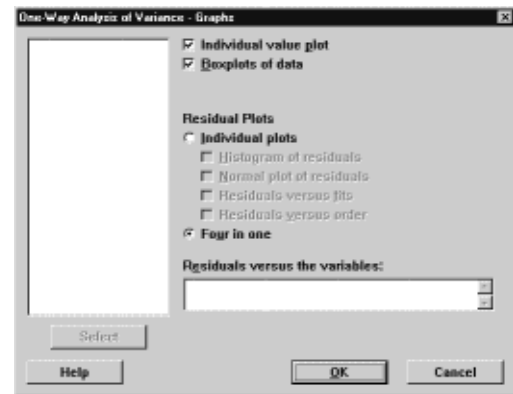 One-Way Analysis of Variance - Graphs
Individual value plot
Boxplots of data
Residual Plots
Individual plots
Histogram of residuals
Normal plot of residuals
Residuals versus fits
Residuals versus order
Four in one
Residuals versus the variables:
Select
Help
OK
Cancel